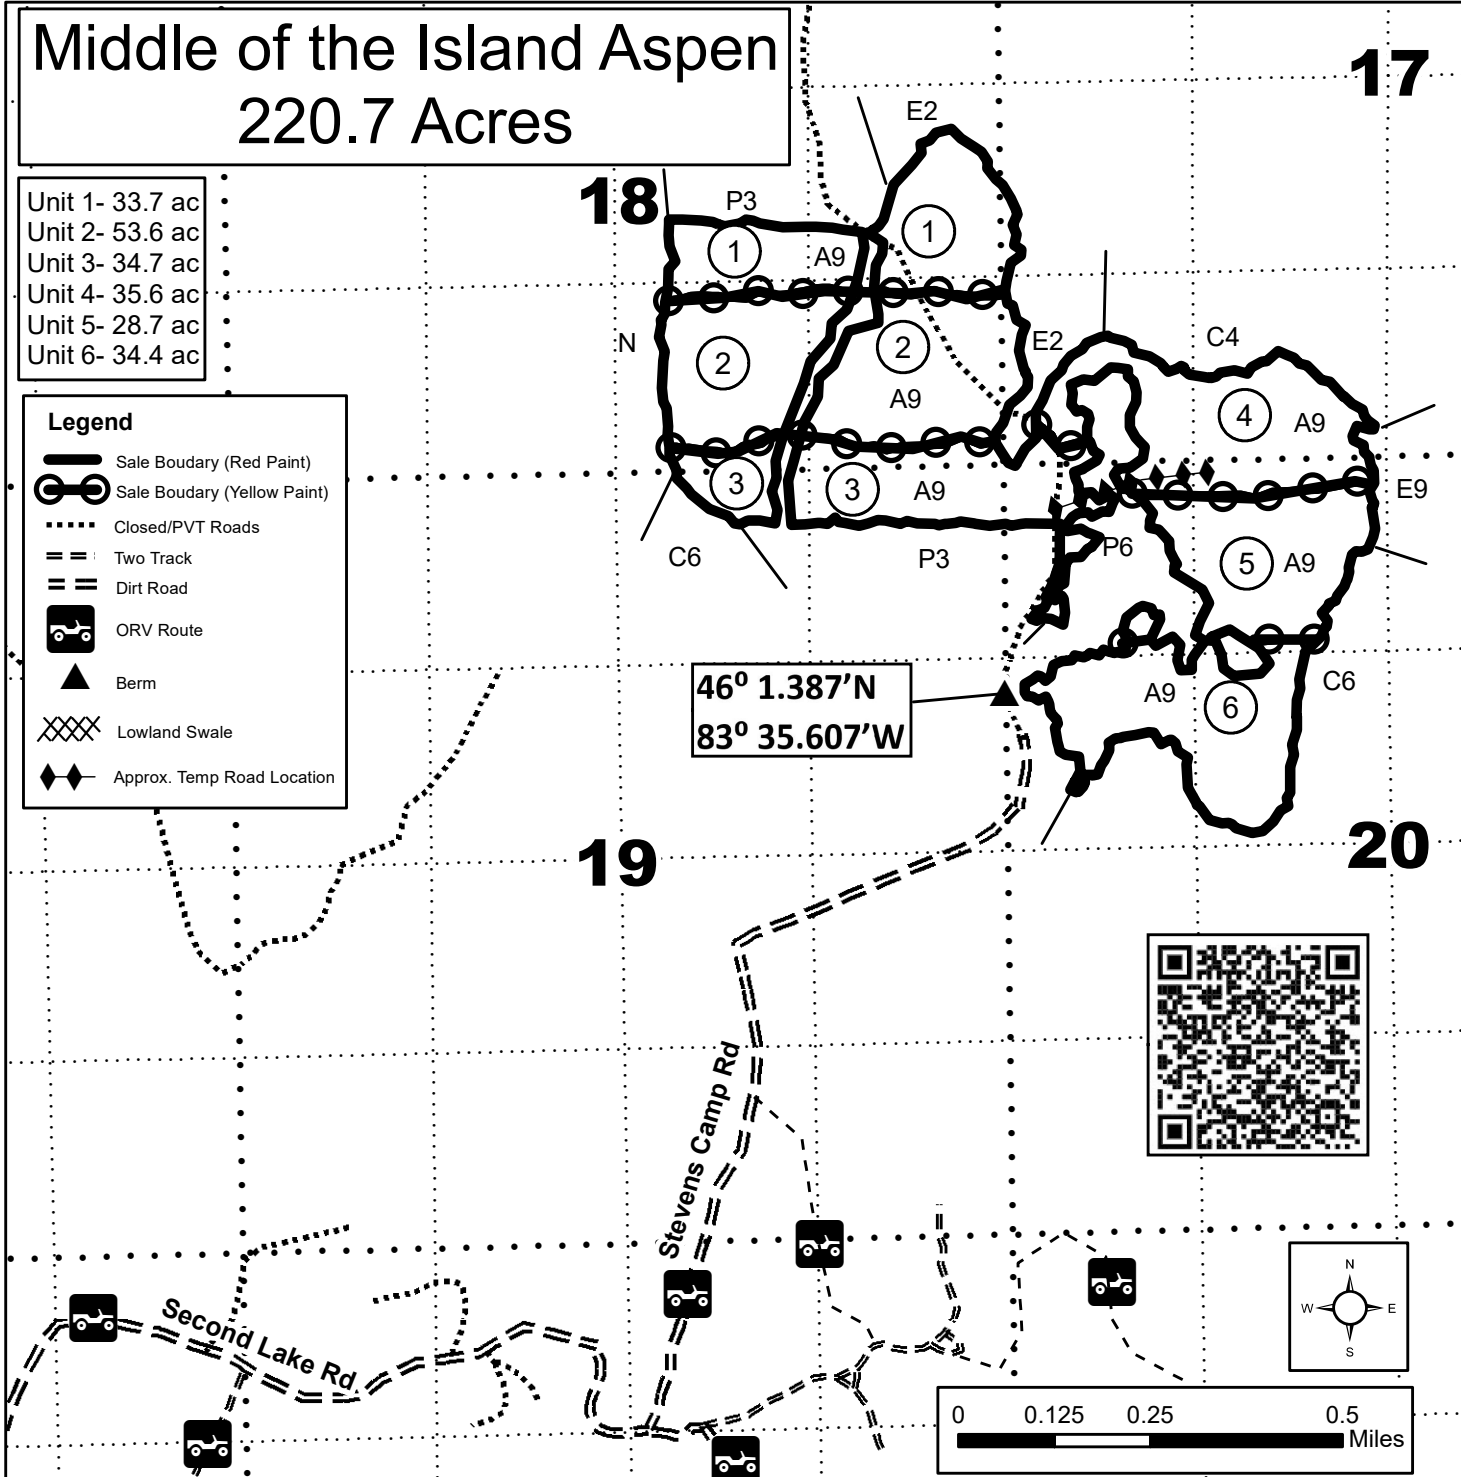 Middle of the Island Aspen
220.7 Acres
Unit 1- 33.7 ac
Unit 2- 53.6 ac
Unit 3- 34.7 ac
Unit 4- 35.6 ac
Unit 5- 28.7 ac
Unit 6- 34.4 ac
Legend
Sale Boudary (Red Paint)
Sale Boudary (Yellow Paint)
Closed/PVT Roads
Two Track
Dirt Road
ORV Route
Berm
Lowland Swale
Approx. Temp Road Location
17
18
E2
P3
1
1
A9
N
2
2
E2
C4
A9
4
A9
3
3
A9
E9
C6
P3
P6
5
A9
46⁰ 1.387’N
83⁰ 35.607’W
A9
6
C6
19
20
Stevens Camp Rd
Second Lake Rd
N
W
E
S
0
0.125
0.25
0.5
Miles